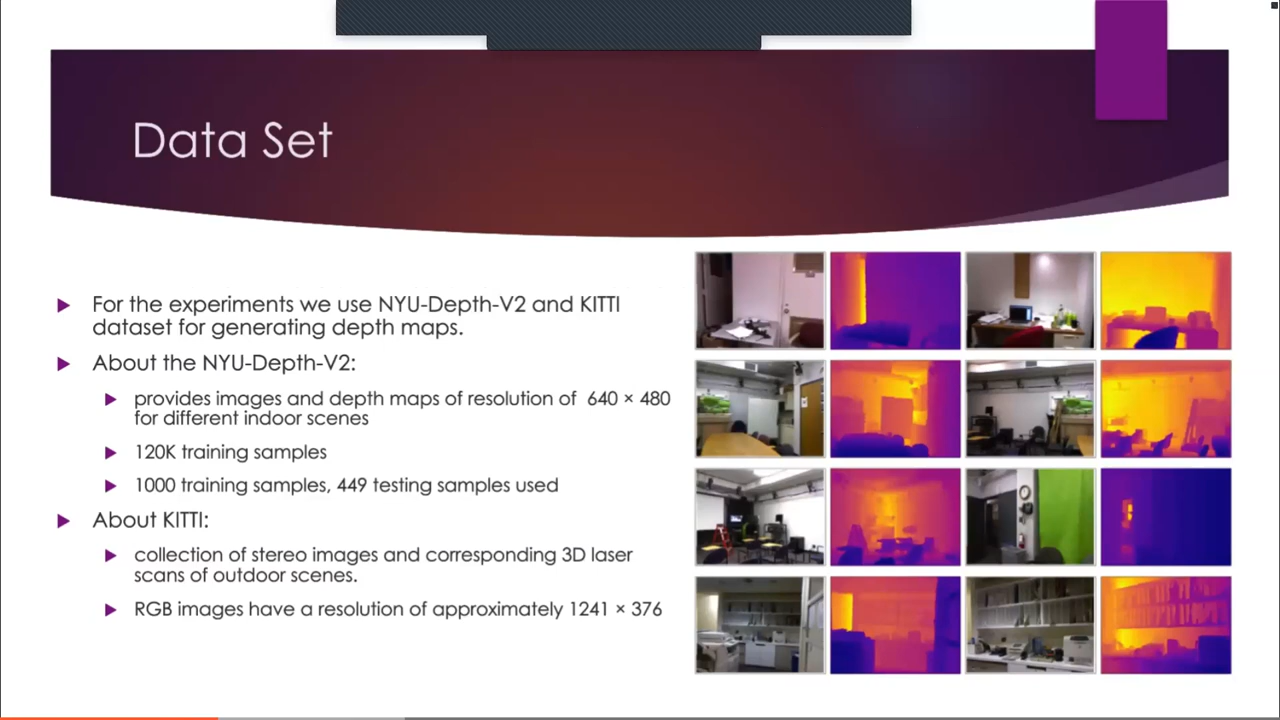 Data Set
For the experiments we use NYU-Depth-V2 and KITTI
dataset for generating depth maps.
About the NYU-Depth-V2:
provides images and depth maps of resolution of 640 × 480
for different indoor scenes
120K training samples
1000 training samples, 449 testing samples used
About KITTI:
collection of stereo images and corresponding 3D laser
scans of outdoor scenes.
RGB images have a resolution of approximately 1241 × 376